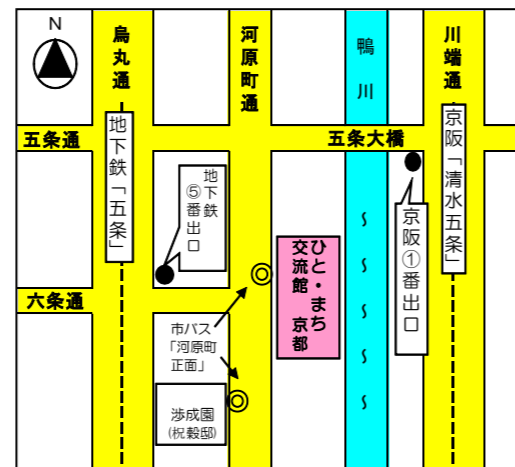 N
烏丸通
河原町通
鴨川
川端通
五条通
五条大橋
地下鉄「五条」
京阪「清水五条」
地下鉄
⑤番出口
京阪①番出口
ひと・まち
交流館 京都
六条通
市バス
「河原町
正面」
渉成園
(枳殻邸)